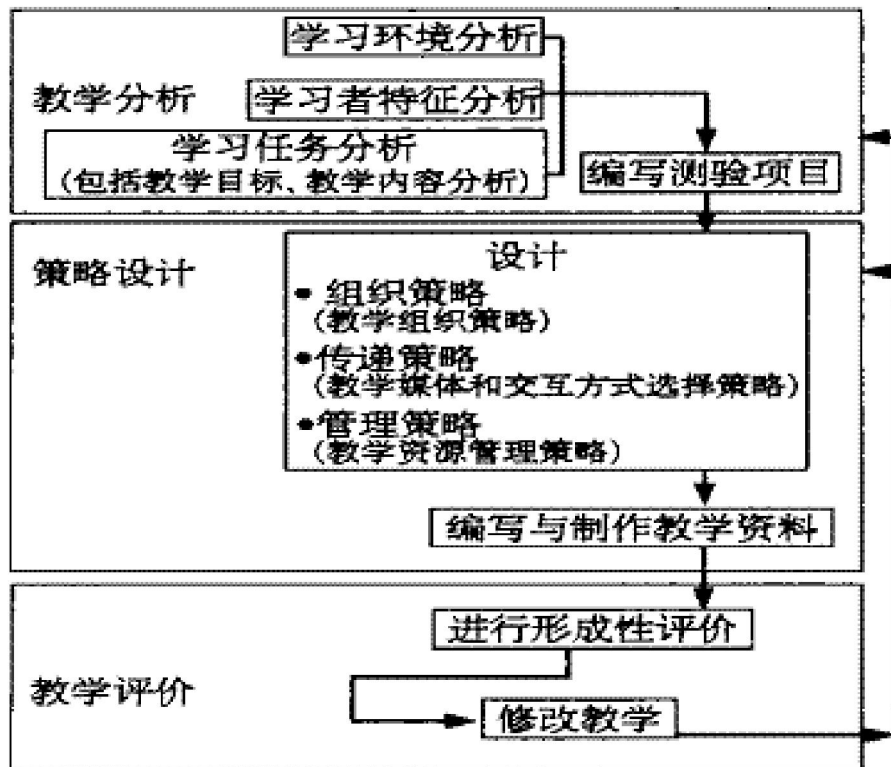 学习环境分析
教学分析
学习者特征分析
学习任务分析
(包括教学目标、教学内容分析)
编写测验项目
策略设计
设计
• 组织策略
(教学组织策略)
•传递策略
(教学媒体和交互方式选择策略)
•管理策略
(教学资源管理策略)
编写与制作教学资料
进行形成性评价
教学评价
修改教学